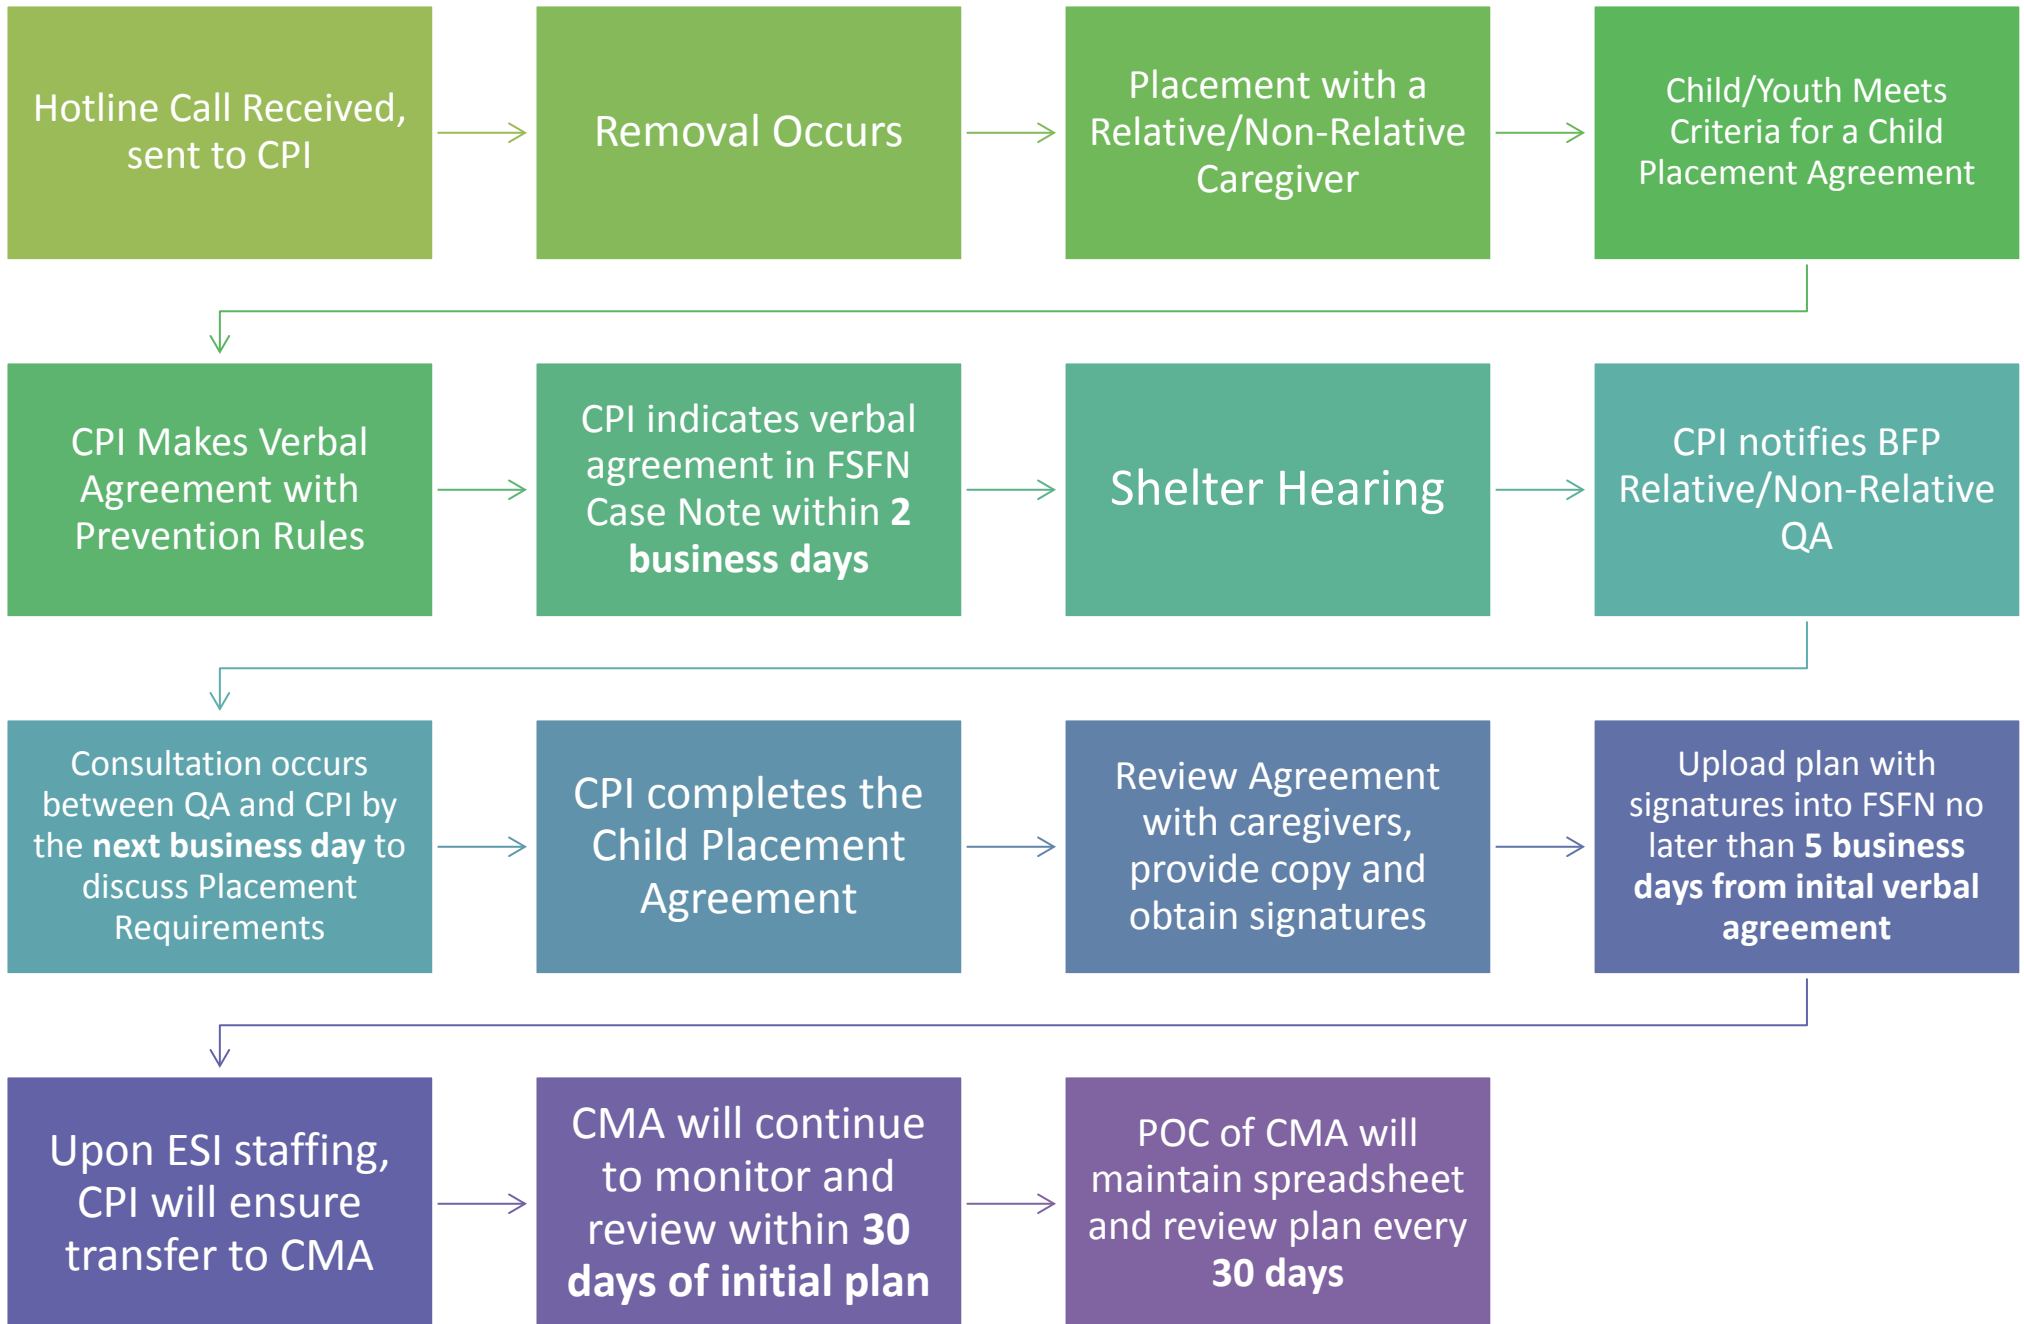 Hotline Call Received,
sent to CPI
Removal Occurs
Placement with a
Relative/Non-Relative
Caregiver
Child/Youth Meets
Criteria for a Child
Placement Agreement
CPI Makes Verbal
Agreement with
Prevention Rules
CPI indicates verbal
agreement in FSFN
Case Note within 2
business days
Shelter Hearing
CPI notifies BFP
Relative/Non-Relative
QA
Consultation occurs
between QA and CPI by
the next business day to
discuss Placement
Requirements
CPI completes the
Child Placement
Agreement
Review Agreement
with caregivers,
provide copy and
obtain signatures
Upload plan with
signatures into FSFN no
later than 5 business
days from inital verbal
agreement
Upon ESI staffing,
CPI will ensure
transfer to CMA
CMA will continue
to monitor and
review within 30
days of initial plan
POC of CMA will
maintain spreadsheet
and review plan every
30 days